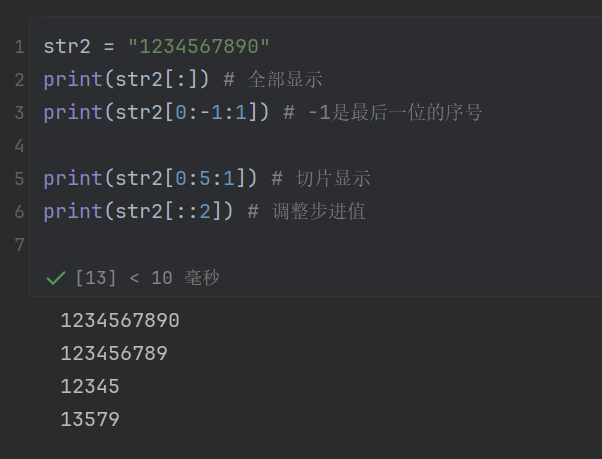 1 str2 = "1234567890"
2 print(str2[:]) # 全部显示
3 print(str2[0:-1:1]) # -1是最后一位的序号
4
5 print(str2[0:5:1]) # 切片显示
6 print(str2[::2]) # 调整步进值
7
[13] < 10 毫秒
1234567890
123456789
12345
13579